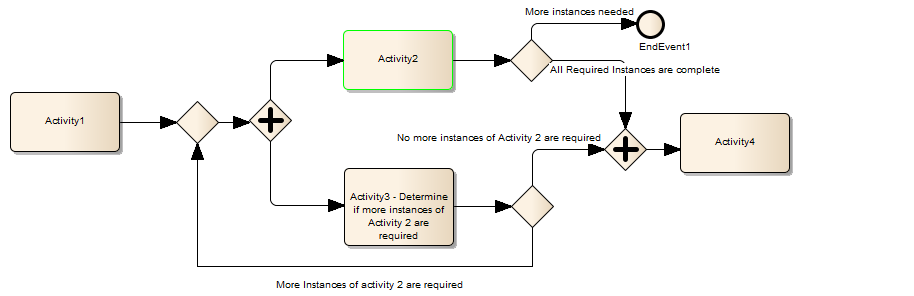 More instances needed
EndEvent1
Activity2
All Required Instances are complete
Activity1
No more instances of Activity 2 are required
Activity4
Activity3 - Determine
if more instances of
Activity 2 are
required
More Instances of activity 2 are required